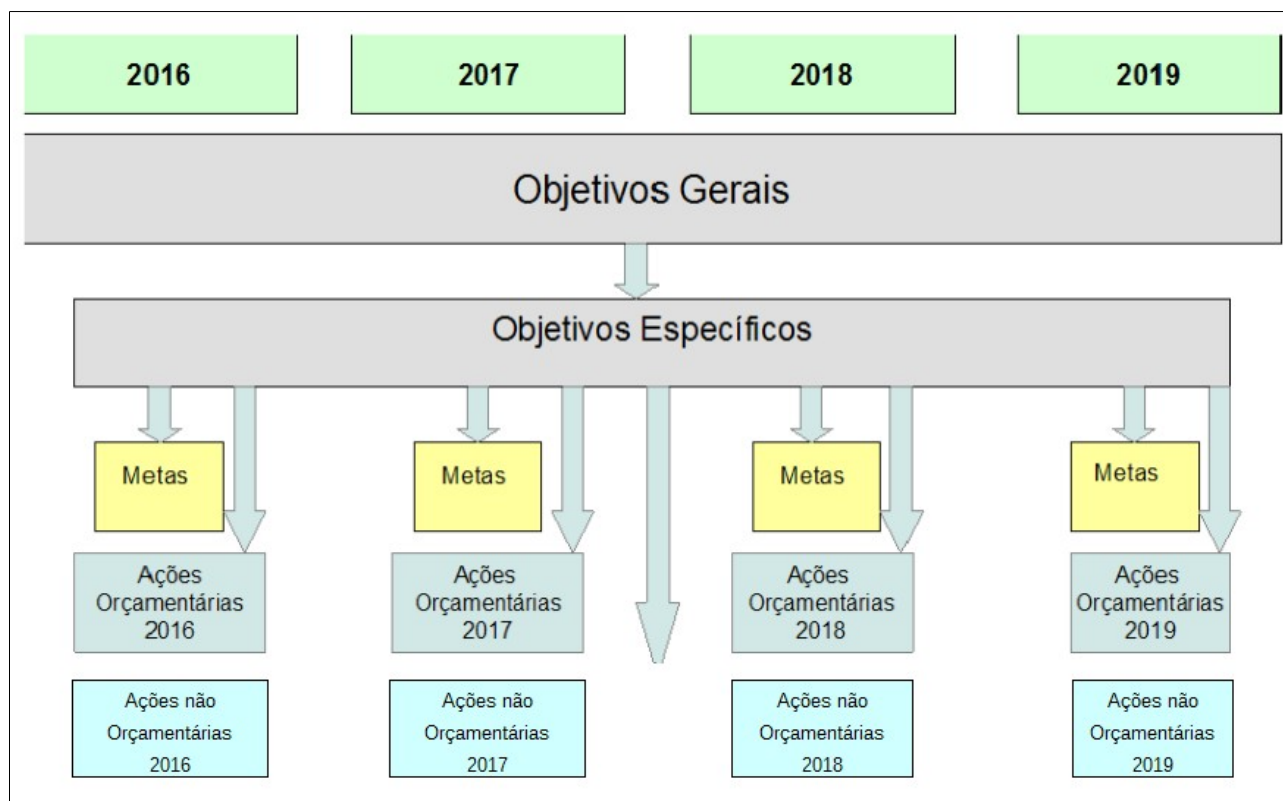 2016
2017
2018
2019
Objetivos Gerais
Objetivos Específicos
Metas
Metas
Metas
Metas
Ações
Orçamentárias
2016
Ações
Orçamentárias
2017
Ações
Orçamentárias
2018
Ações
Orçamentárias
2019
Ações não
Orçamentárias
2016
Ações não
Orçamentárias
2017
Ações não
Orçamentárias
2018
Ações não
Orçamentárias
2019